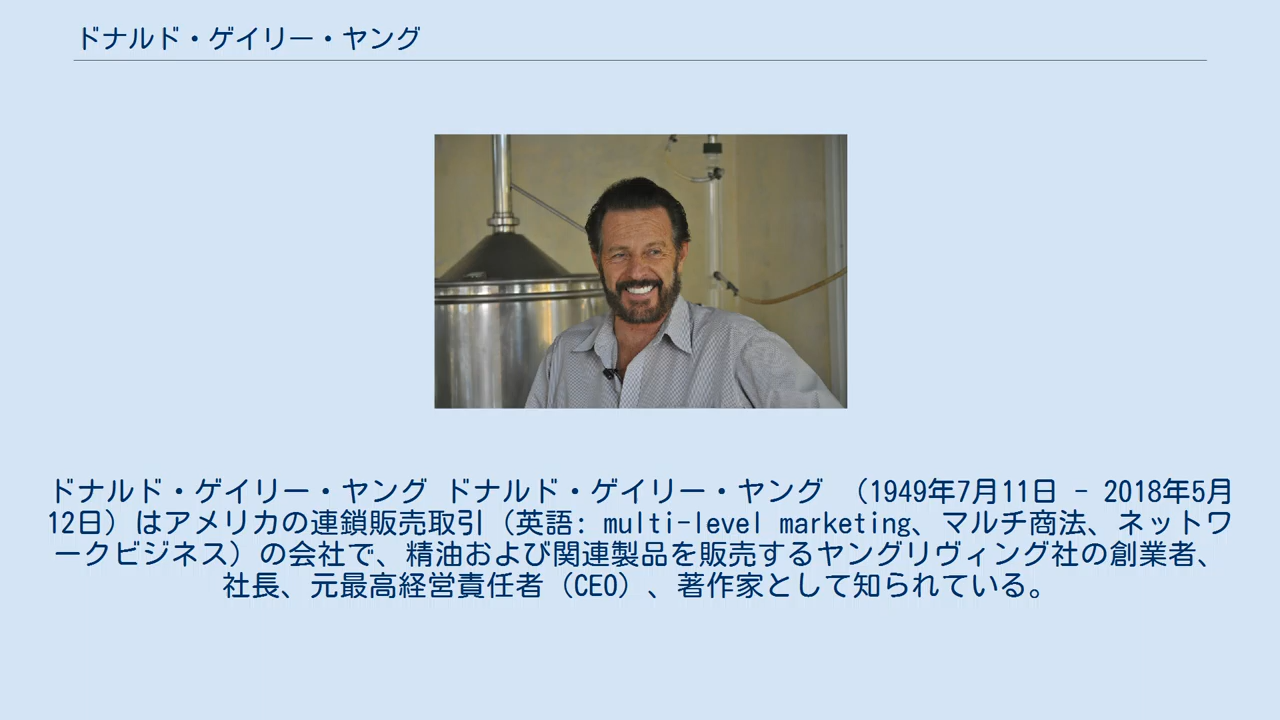 ドナルド・ゲイリー・ヤング
ドナルド・ゲイリー・ヤング ドナルド・ゲイリー・ヤング （1949年7月11日 - 2018年5月
12日）はアメリカの連鎖販売取引（英語: multi-level marketing、マルチ商法、ネットワ
ークビジネス）の会社で、精油および関連製品を販売するヤングリヴィング社の創業者、
社長、元最高経営責任者（CEO）、著作家として知られている。